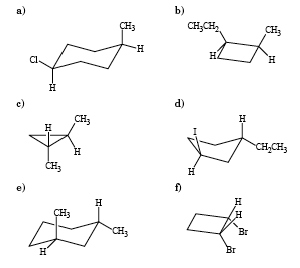 a) b)
CH₃ CH₃CH₂ CH₃
H
Cl H H
H
c) d)
H CH₃ H
I
H CH₂CH₃
CH₃ H
e) f)
CH₃ H H
H
CH₃ Br
H Br